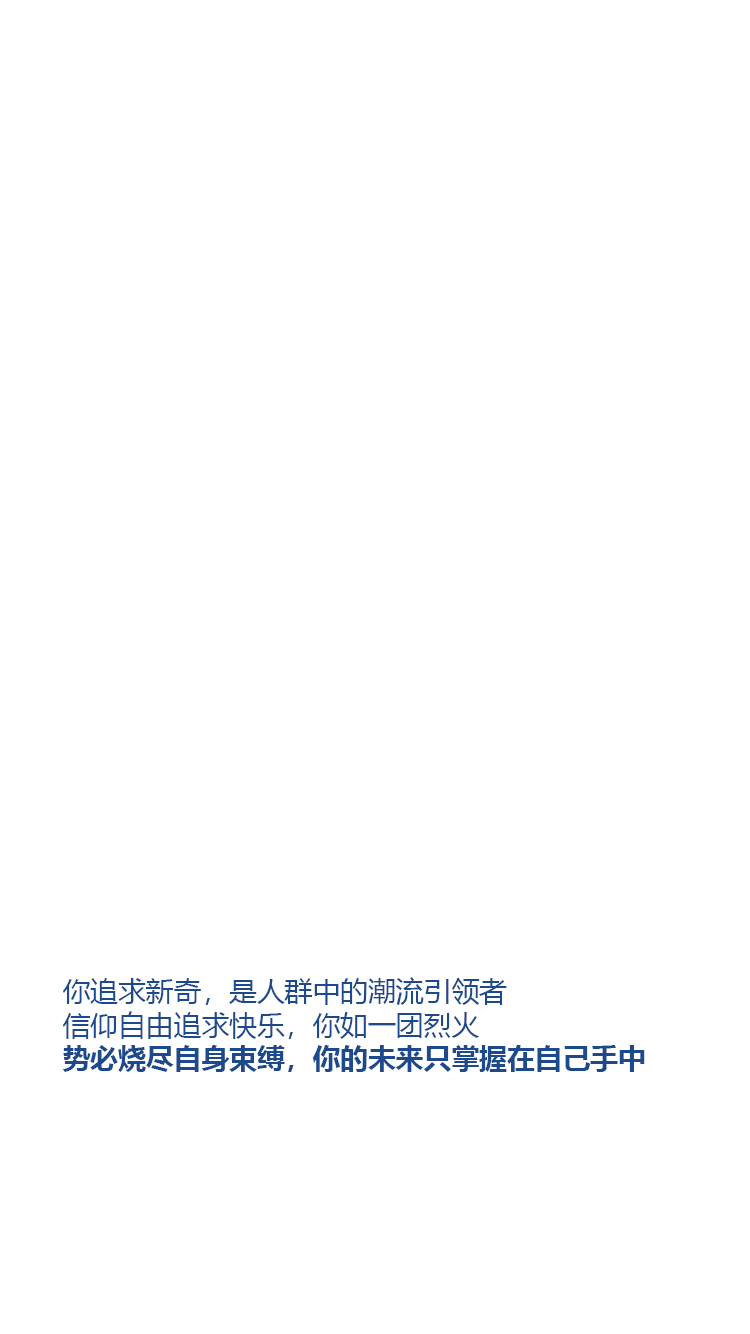 你追求新奇，是人群中的潮流引领者
信仰自由追求快乐，你如一团烈火
势必烧尽自身束缚，你的未来只掌握在自己手中